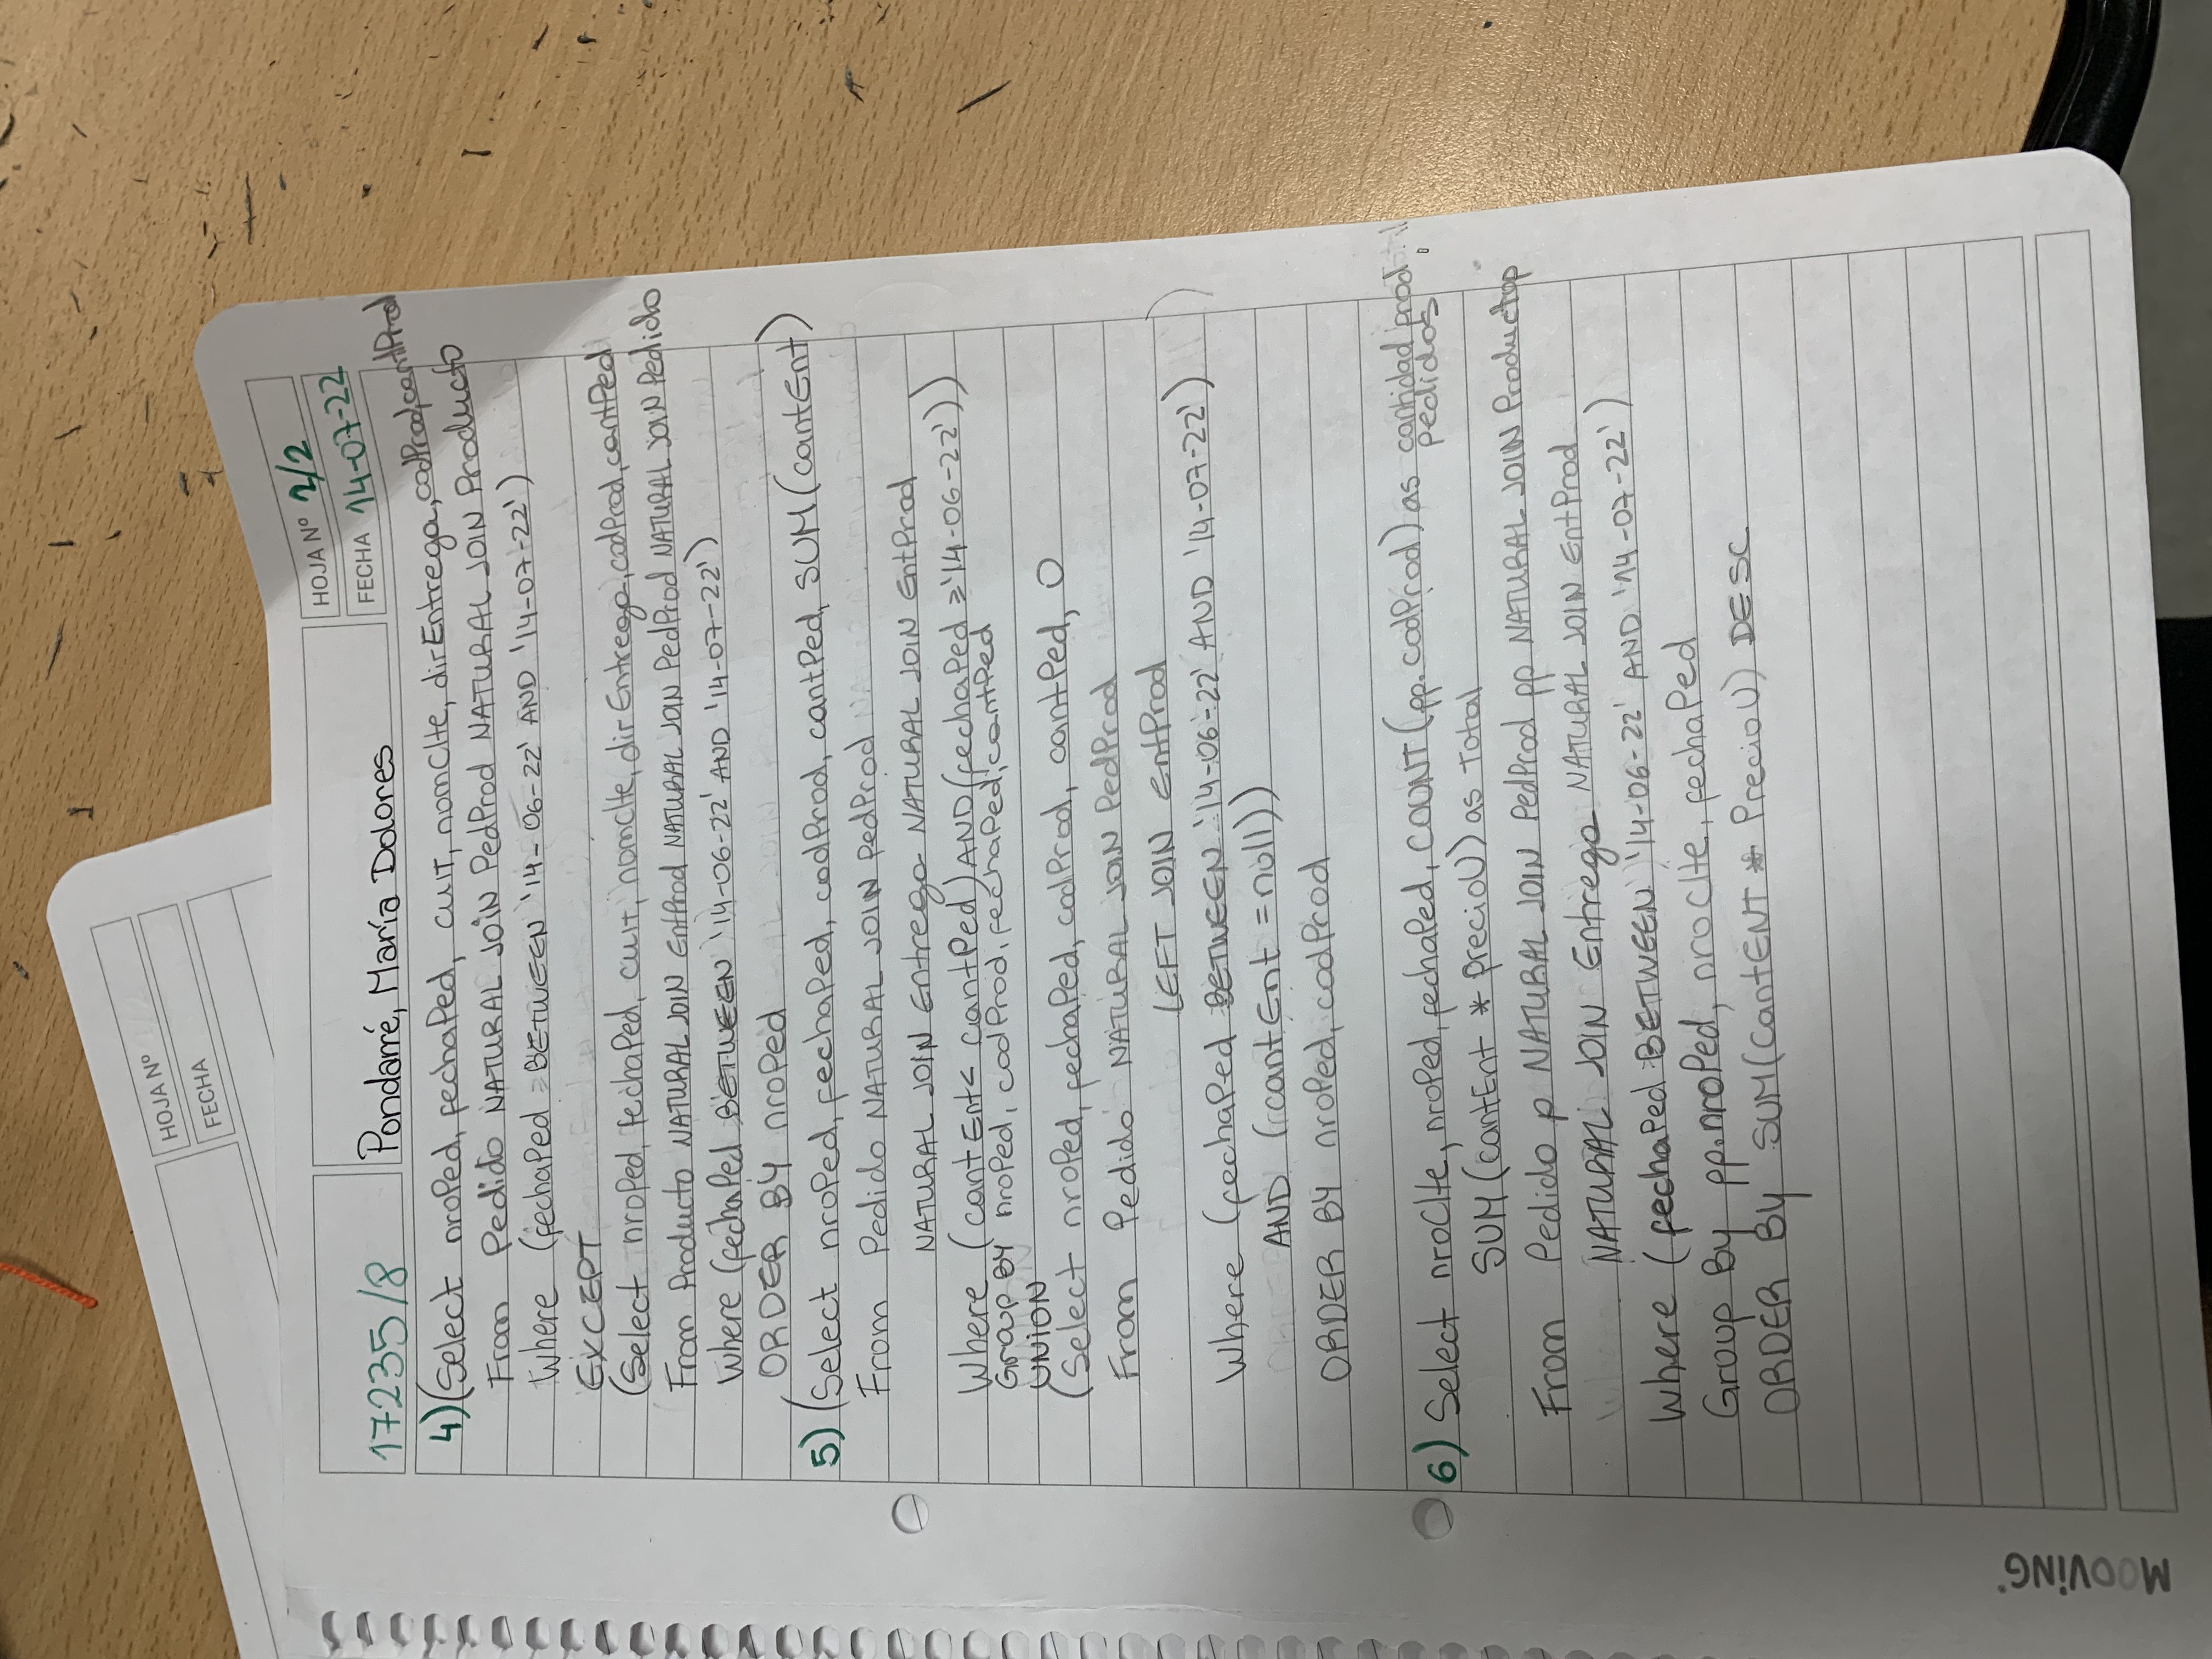 HOJA Nº
FECHA
HOJA Nº 2/2
17235/8 Pondarré, María Dolores FECHA 14-07-22
4) (Select nroPed, fechaPed, cuit, nomClte, dirEntrega, codProd, cantProd
From Pedido NATURAL JOIN PedProd NATURAL JOIN Producto
Where (fechaPed BETWEEN '14-06-22' AND '14-07-22')
EXCEPT
(Select nroPed, fechaPed, cuit, nomClte, dirEntrega, codProd, cantPed
From Producto NATURAL JOIN EntProd NATURAL JOIN PedProd NATURAL JOIN Pedido
Where (fechaPed BETWEEN '14-06-22' AND '14-07-22')
ORDER BY nroPed
5) (Select nroPed, fechaPed, codProd, cantPed, SUM(cantEnt)
From Pedido NATURAL JOIN PedProd
NATURAL JOIN Entrega NATURAL JOIN EntProd
Where (cantEnt< cantPed) AND (fechaPed ≥ '14-06-22'))
Group BY nroPed, codProd, fechaPed, cantPed
UNION
(Select nroPed, fechaPed, codProd, cantPed, 0
From Pedido NATURAL JOIN PedProd
LEFT JOIN EntProd
Where (fechaPed BETWEEN '14-06-22' AND '14-07-22')
AND (cantEnt = null))
ORDER BY nroPed, codProd
6) Select nroClte, nroPed, fechaPed, COUNT(pp.codProd) as cantidad prod
pedidos
SUM(cantEnt * precioU) as Total
From Pedido p NATURAL JOIN PedProd pp NATURAL JOIN Producto p
NATURAL JOIN Entrega NATURAL JOIN EntProd
Where (fechaPed BETWEEN '14-06-22' AND '14-07-22')
Group By pp.nroPed, nroClte, fechaPed
ORDER By SUM(CantENT * PrecioU) DESC
MOOVING